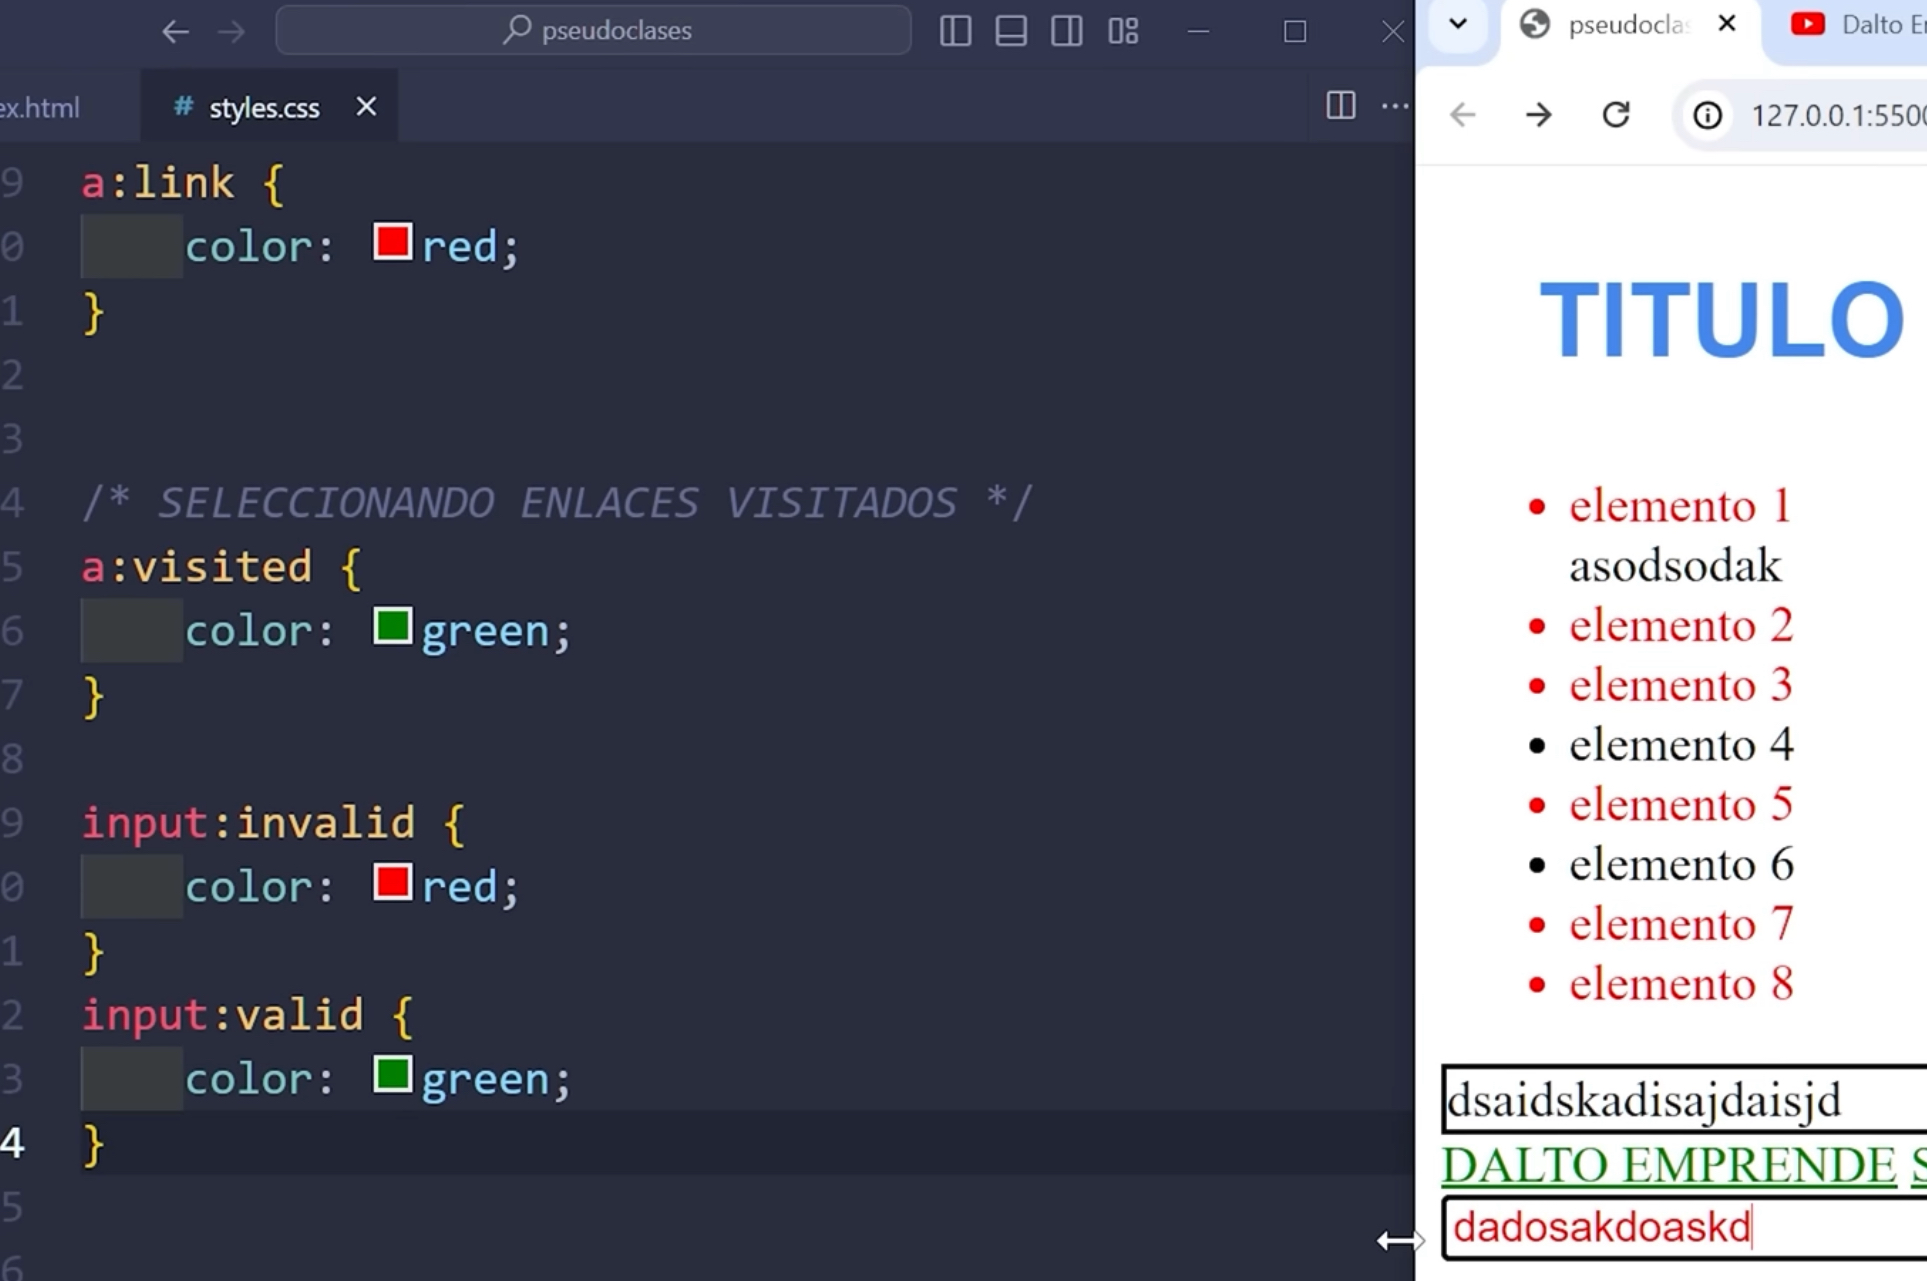 pseudoclases
ex.html
# styles.css
9 a:link {
0 color: red;
1 }
2
3
4 /* SELECCIONANDO ENLACES VISITADOS */
5 a:visited {
6 color: green;
7 }
8
9 input:invalid {
0 color: red;
1 }
2 input:valid {
3 color: green;
4 }
5
6
pseudoclas
Dalto E
127.0.0.1:5500
TITULO
• elemento 1
asodsodak
• elemento 2
• elemento 3
• elemento 4
• elemento 5
• elemento 6
• elemento 7
• elemento 8
dsaidskadisajdaisjd
DALTO EMPRENDE S
dadosakdoaskd